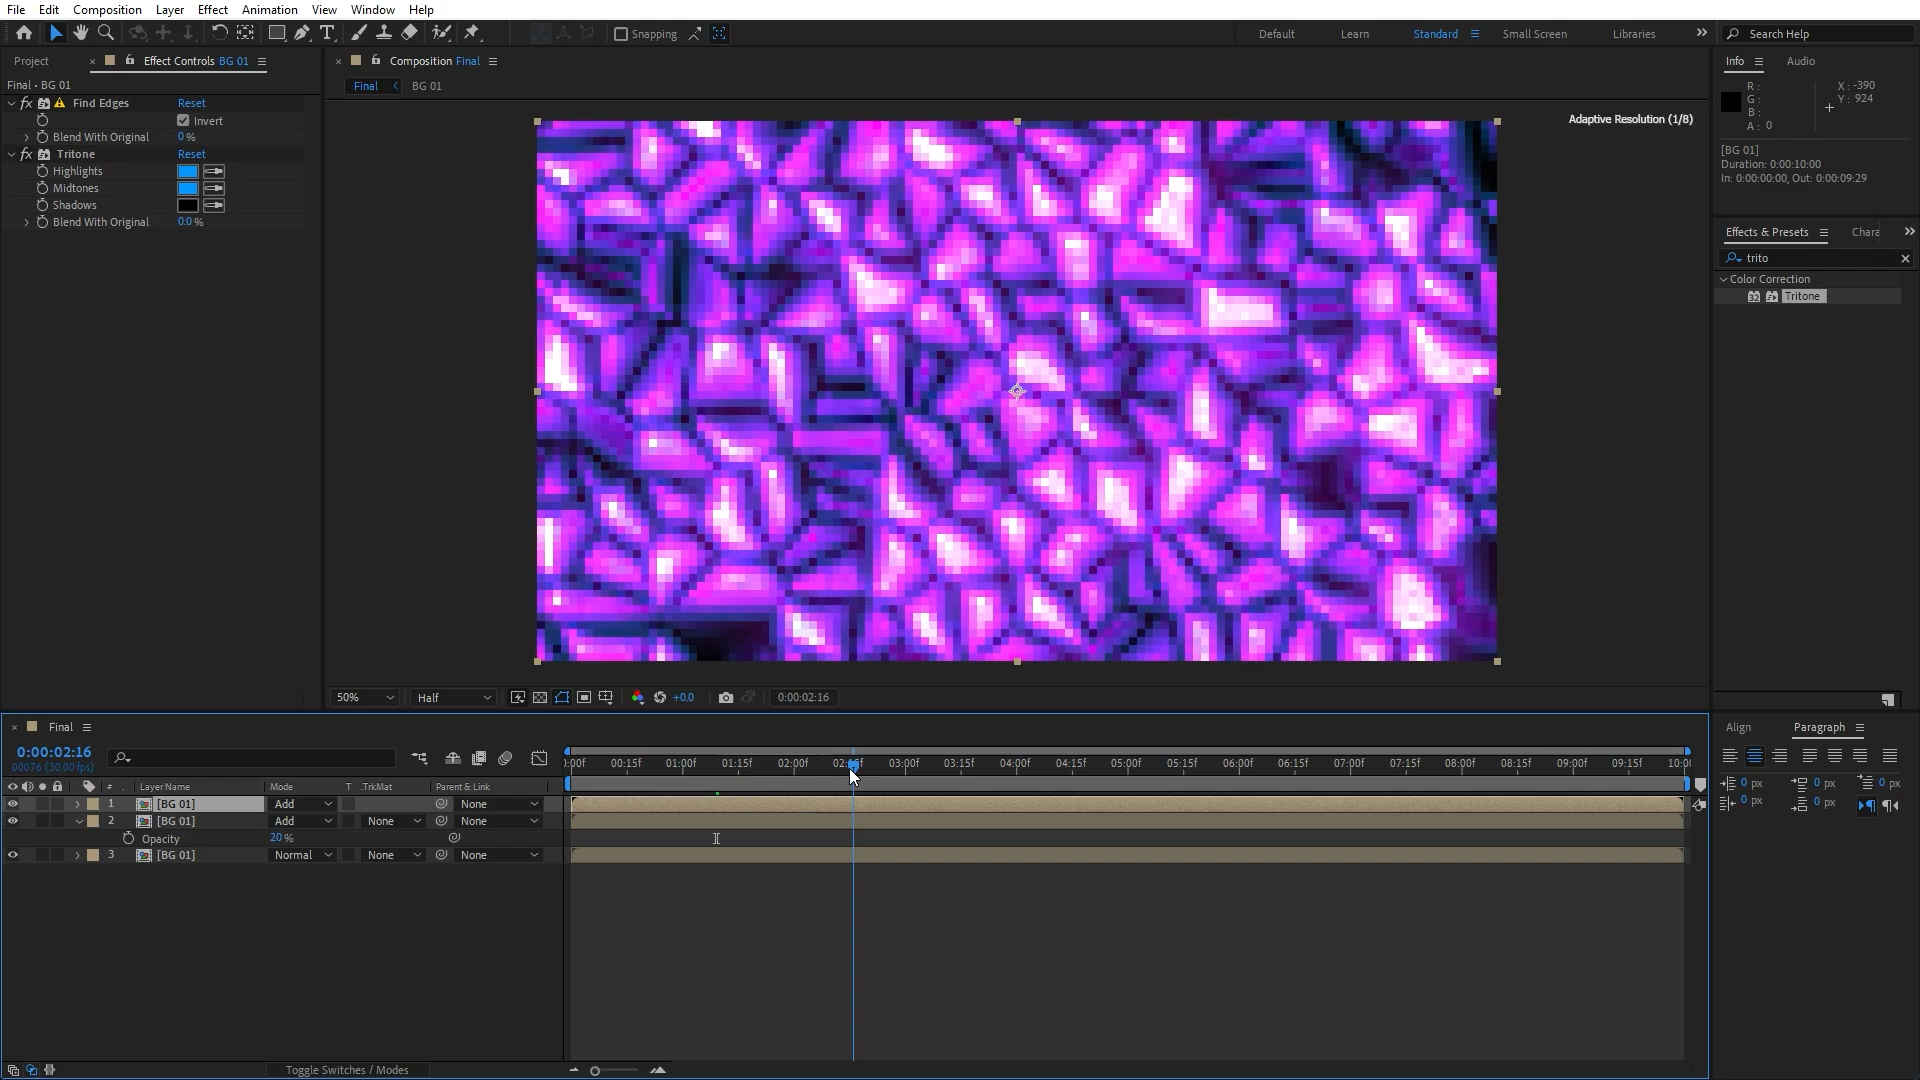 File Edit Composition Layer Effect Animation View Window Help
Snapping
Default Learn Standard Small Screen Libraries
Search Help
Project
Effect Controls BG 01
Composition Final
Info Audio
Final • BG 01
Final
BG 01
R :
G :
B :
A : 0
X : -390
Y : 924
fx Find Edges Reset
Invert
Blend With Original 0 %
fx Tritone Reset
Highlights
Midtones
Shadows
Blend With Original 0.0 %
Adaptive Resolution (1/8)
[BG 01]
Duration: 0:00:10:00
In: 0:00:00:00, Out: 0:00:09:29
Effects & Presets
trito
Color Correction
32 Tritone
50% Half +0.0 0:00:02:16
Final
0:00:02:16
00076 (30.00 fps)
00:15f 01:00f 01:15f 02:00f 03:00f 03:15f 04:00f 04:15f 05:00f 05:15f 06:00f 06:15f 07:00f 07:15f 08:00f 08:15f 09:00f 09:15f
# Layer Name Mode T .TrkMat Parent & Link
1 [BG 01] Add None
2 [BG 01] Add None None
Opacity 20 %
3 [BG 01] Normal None None
Toggle Switches / Modes
Align Paragraph
0 px 0 px 0 px
0 px 0 px